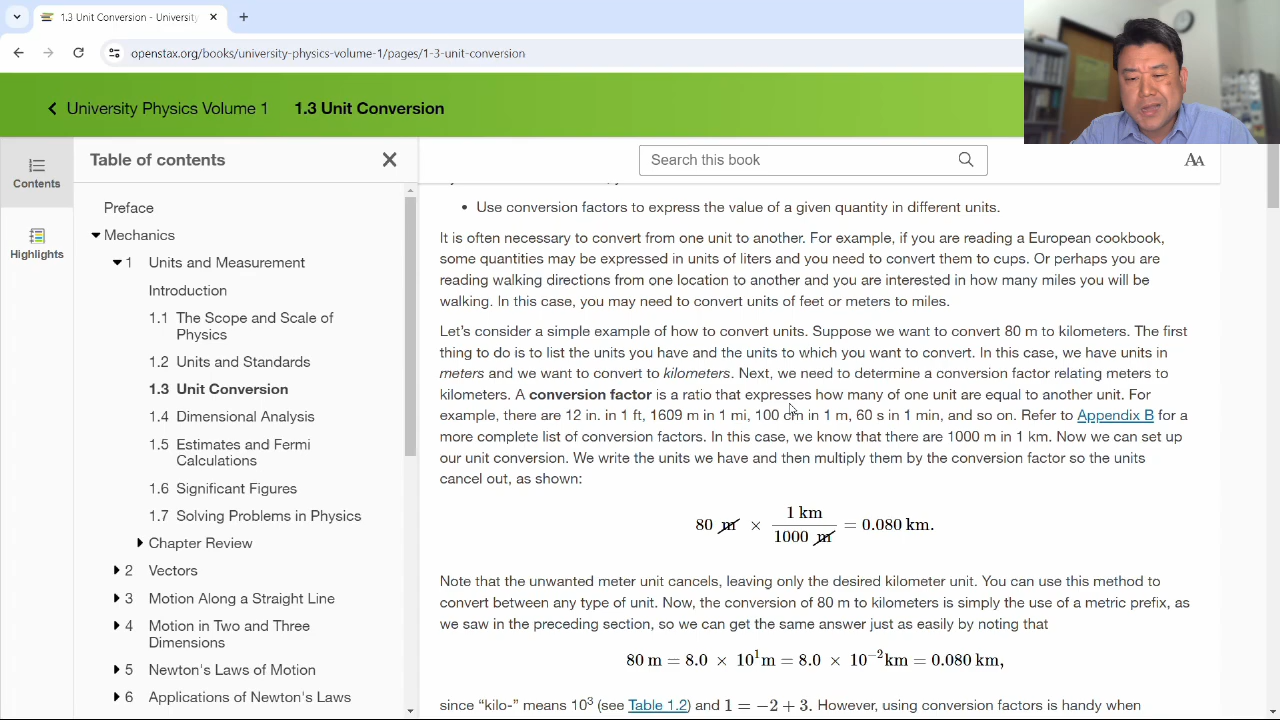 1.3 Unit Conversion - University
openstax.org/books/university-physics-volume-1/pages/1-3-unit-conversion
University Physics Volume 1 1.3 Unit Conversion
Contents
Highlights
Table of contents
Preface
Mechanics
1 Units and Measurement
Introduction
1.1 The Scope and Scale of
Physics
1.2 Units and Standards
1.3 Unit Conversion
1.4 Dimensional Analysis
1.5 Estimates and Fermi
Calculations
1.6 Significant Figures
1.7 Solving Problems in Physics
Chapter Review
2 Vectors
3 Motion Along a Straight Line
4 Motion in Two and Three
Dimensions
5 Newton's Laws of Motion
6 Applications of Newton's Laws
Search this book
AA
• Use conversion factors to express the value of a given quantity in different units.
It is often necessary to convert from one unit to another. For example, if you are reading a European cookbook,
some quantities may be expressed in units of liters and you need to convert them to cups. Or perhaps you are
reading walking directions from one location to another and you are interested in how many miles you will be
walking. In this case, you may need to convert units of feet or meters to miles.
Let's consider a simple example of how to convert units. Suppose we want to convert 80 m to kilometers. The first
thing to do is to list the units you have and the units to which you want to convert. In this case, we have units in
meters and we want to convert to kilometers. Next, we need to determine a conversion factor relating meters to
kilometers. A conversion factor is a ratio that expresses how many of one unit are equal to another unit. For
example, there are 12 in. in 1 ft, 1609 m in 1 mi, 100 cm in 1 m, 60 s in 1 min, and so on. Refer to Appendix B for a
more complete list of conversion factors. In this case, we know that there are 1000 m in 1 km. Now we can set up
our unit conversion. We write the units we have and then multiply them by the conversion factor so the units
cancel out, as shown:
80 m × 1 km / 1000 m = 0.080 km.
Note that the unwanted meter unit cancels, leaving only the desired kilometer unit. You can use this method to
convert between any type of unit. Now, the conversion of 80 m to kilometers is simply the use of a metric prefix, as
we saw in the preceding section, so we can get the same answer just as easily by noting that
80 m = 8.0 × 10¹m = 8.0 × 10⁻²km = 0.080 km,
since “kilo-” means 10³ (see Table 1.2) and 1 = −2 + 3. However, using conversion factors is handy when